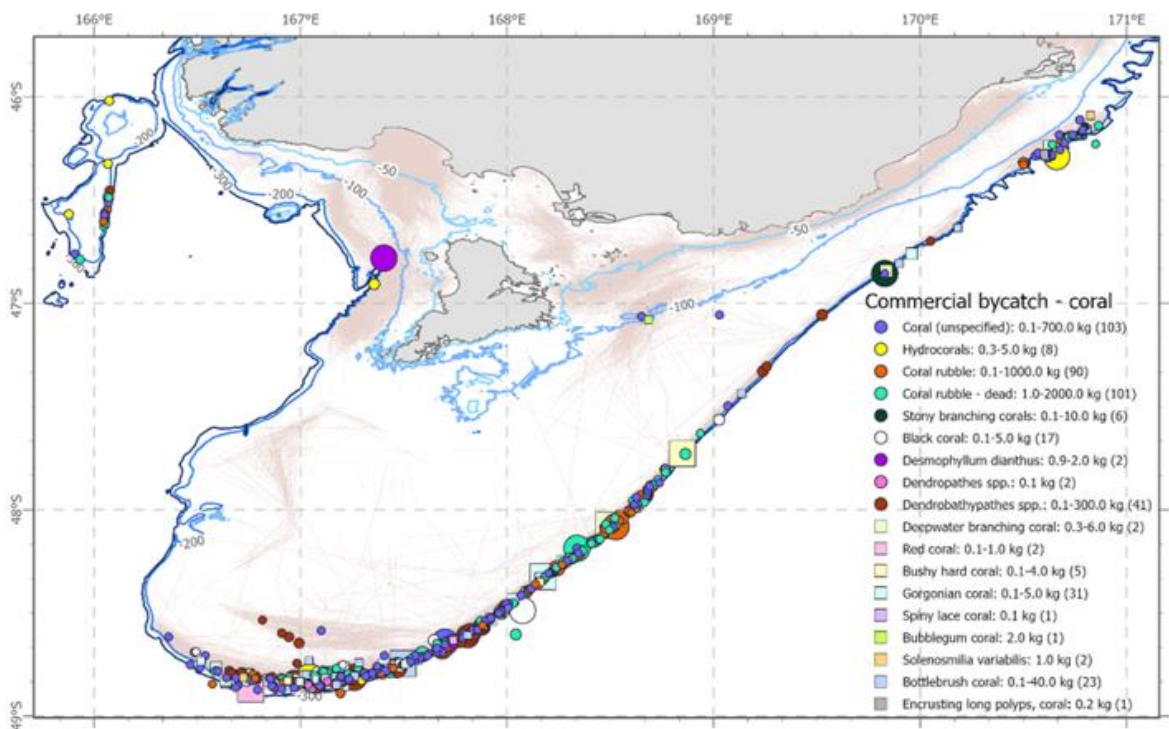 166°E 167°E 168°E 169°E 170°E 171°E
46°S
47°S
48°S
49°S
-200
-50
-300
-200
-100
-50
-100
-200
-300
Commercial bycatch - coral
Coral (unspecified): 0.1-700.0 kg (103)
Hydrocorals: 0.3-5.0 kg (8)
Coral rubble: 0.1-1000.0 kg (90)
Coral rubble - dead: 1.0-2000.0 kg (101)
Stony branching corals: 0.1-10.0 kg (6)
Black coral: 0.1-5.0 kg (17)
Desmophyllum dianthus: 0.9-2.0 kg (2)
Dendropathes spp.: 0.1 kg (2)
Dendrobathypathes spp.: 0.1-300.0 kg (41)
Deepwater branching coral: 0.3-6.0 kg (2)
Red coral: 0.1-1.0 kg (2)
Bushy hard coral: 0.1-4.0 kg (5)
Gorgonian coral: 0.1-5.0 kg (31)
Spiny lace coral: 0.1 kg (1)
Bubblegum coral: 2.0 kg (1)
Solenosmilia variabilis: 1.0 kg (2)
Bottlebrush coral: 0.1-40.0 kg (23)
Encrusting long polyps, coral: 0.2 kg (1)